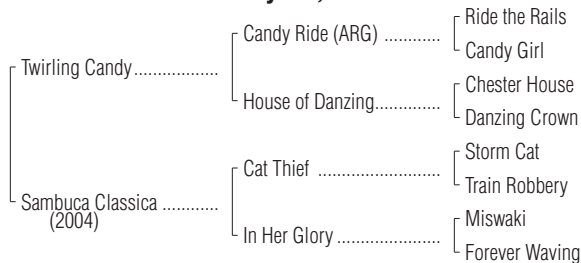 Ride the Rails
Candy Ride (ARG) ............
Candy Girl
Twirling Candy..................
Chester House
House of Danzing..............
Danzing Crown
Storm Cat
Cat Thief ........................
Train Robbery
Sambuca Classica ............
(2004)
Miswaki
In Her Glory ....................
Forever Waving